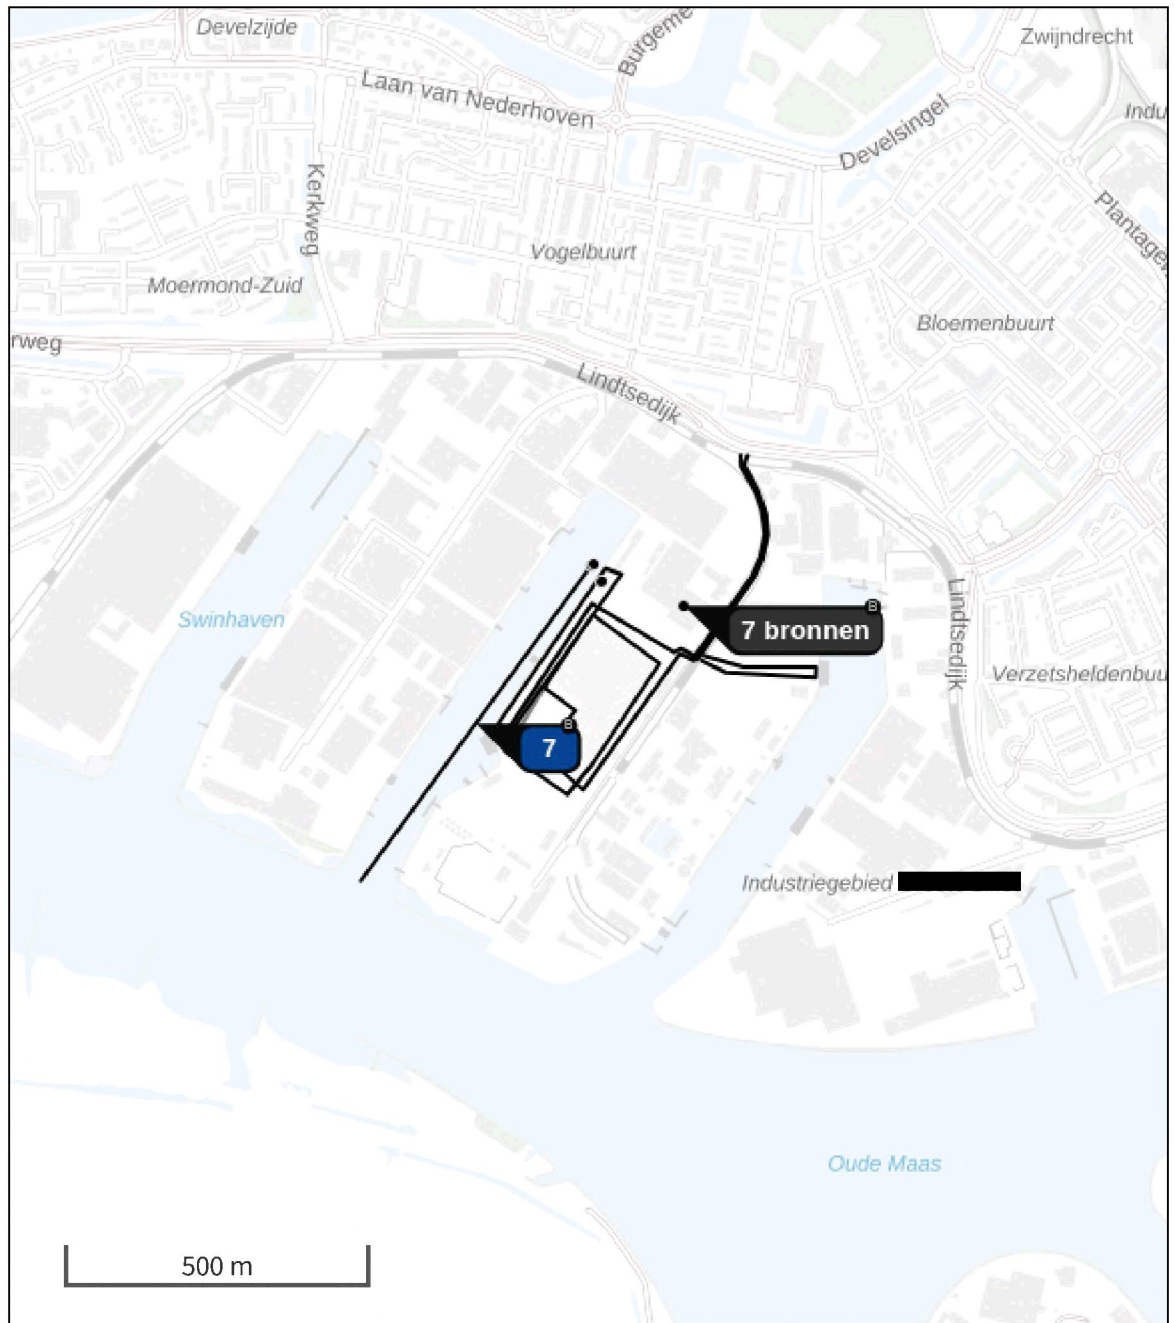 Develzijde
Burgeme
Zwijndrecht
Laan van Nederhoven
Indu
Develsingel
Kerkweg
Plantage
Vogelbuurt
Moermond-Zuid
Bloemenbuurt
rweg
Lindtsedijk
Swinhaven
B
7 bronnen
Lindtsedijk
Verzetsheldenbuu
B
7
Industriegebied
Oude Maas
500 m